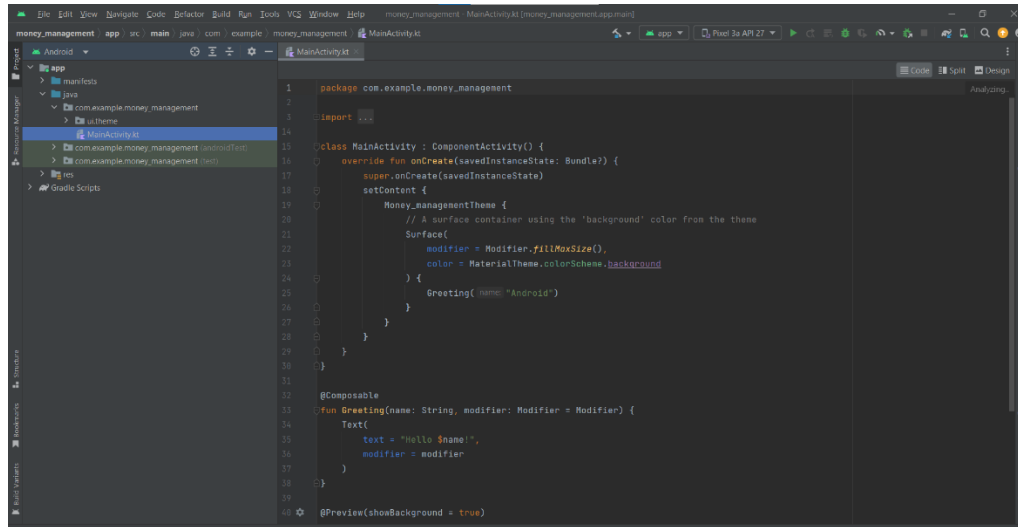 File Edit View Navigate Code Refactor Build Run Tools VCS Window Help money_management - MainActivity.kt [money_management.app.main]
money_management app src main java com example money_management MainActivity.kt app Pixel 3a API 27
Android MainActivity.kt
Code Split Design
Project
Resource Manager
Structure
Bookmarks
Build Variants
app
manifests
java
com.example.money_management
ui.theme
MainActivity.kt
com.example.money_management (androidTest)
com.example.money_management (test)
res
Gradle Scripts
Analyzing...
1 package com.example.money_management
2
3 import ...
14
15 class MainActivity : ComponentActivity() {
16 override fun onCreate(savedInstanceState: Bundle?) {
17 super.onCreate(savedInstanceState)
18 setContent {
19 Money_managementTheme {
20 // A surface container using the 'background' color from the theme
21 Surface(
22 modifier = Modifier.fillMaxSize(),
23 color = MaterialTheme.colorScheme.background
24 ) {
25 Greeting( name: "Android")
26 }
27 }
28 }
29 }
30 }
31
32 @Composable
33 fun Greeting(name: String, modifier: Modifier = Modifier) {
34 Text(
35 text = "Hello $name!",
36 modifier = modifier
37 )
38 }
39
40 @Preview(showBackground = true)